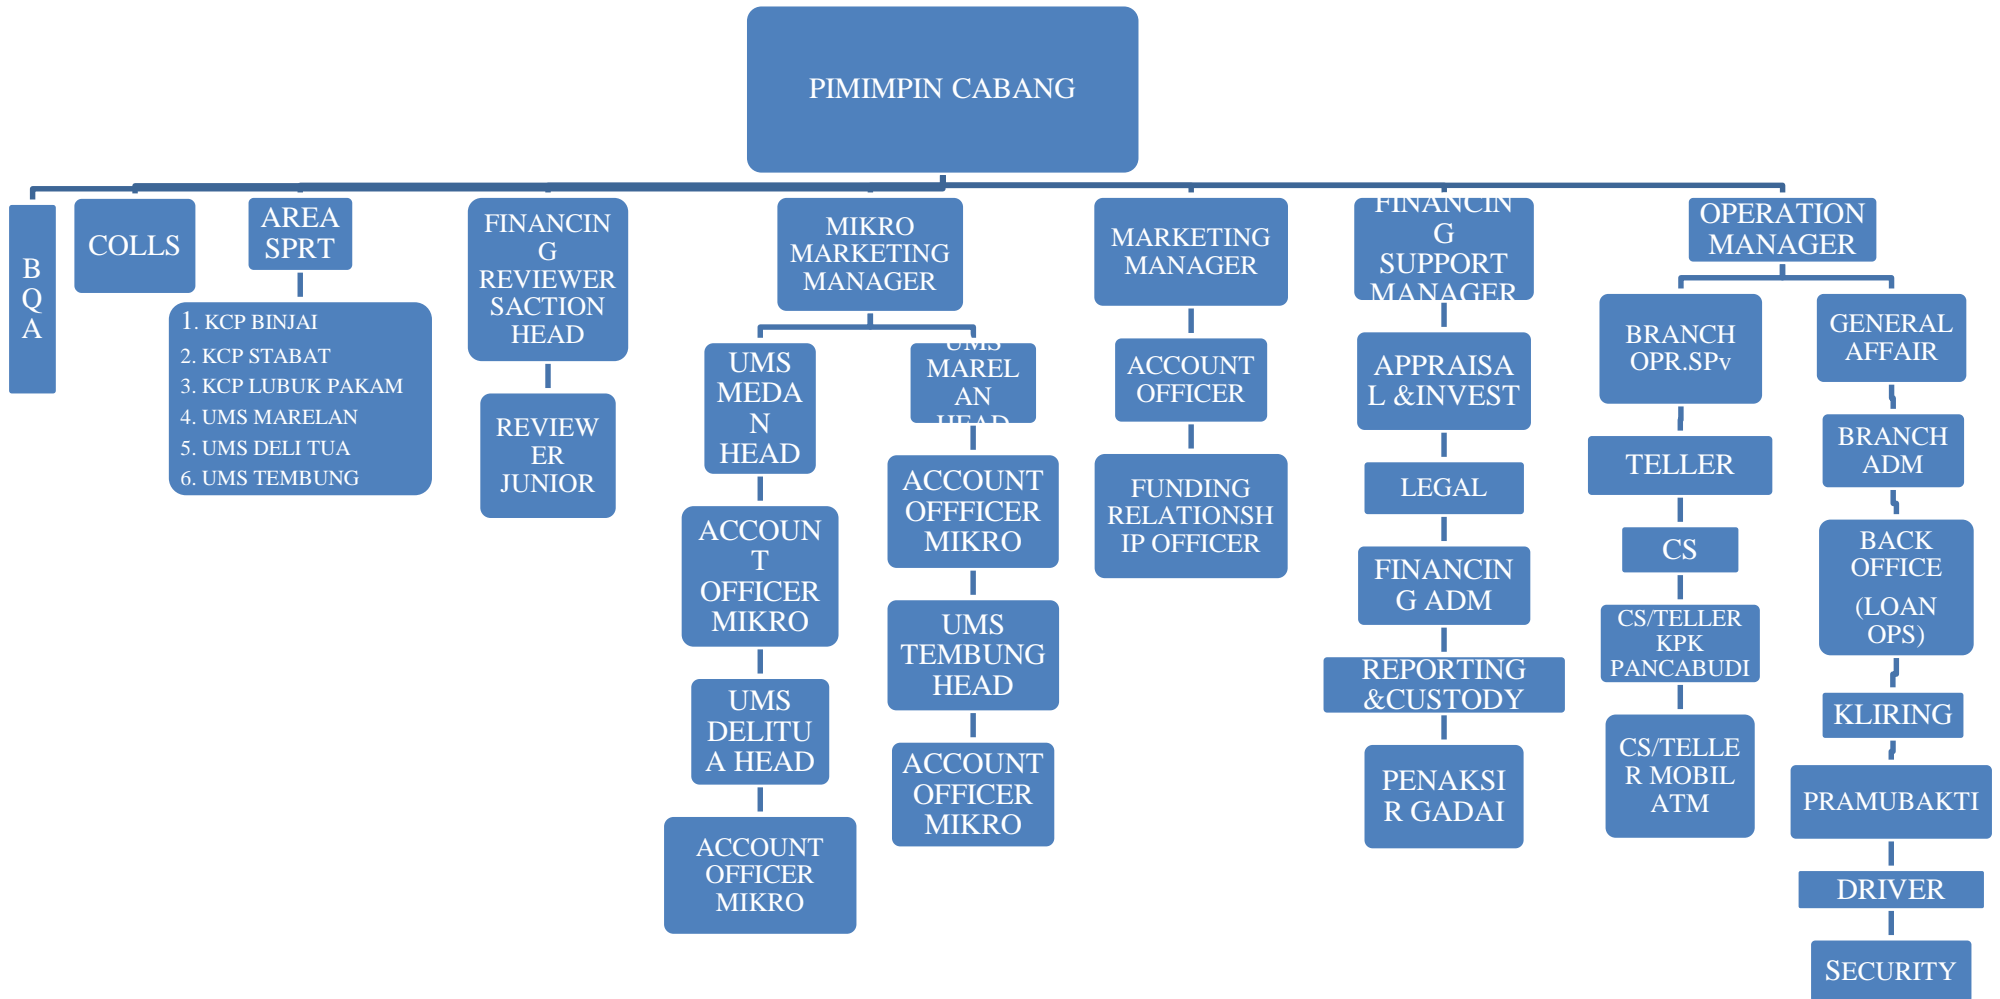 PIMIMPIN CABANG
B
Q
A
COLLS
AREA
SPRT
1. KCP BINJAI
2. KCP STABAT
3. KCP LUBUK PAKAM
4. UMS MARELAN
5. UMS DELI TUA
6. UMS TEMBUNG
FINANCIN
G
REVIEWER
SACTION
HEAD
REVIEW
ER
JUNIOR
MIKRO
MARKETING
MANAGER
UMS
MEDA
N
HEAD
ACCOUN
T
OFFICER
MIKRO
UMS
DELITU
A HEAD
ACCOUNT
OFFICER
MIKRO
UMS
MAREL
AN
HEAD
ACCOUNT
OFFFICER
MIKRO
UMS
TEMBUNG
HEAD
ACCOUNT
OFFICER
MIKRO
MARKETING
MANAGER
ACCOUNT
OFFICER
FUNDING
RELATIONSH
IP OFFICER
FINANCIN
G
SUPPORT
MANAGER
APPRAISA
L &INVEST
LEGAL
FINANCIN
G ADM
REPORTING
&CUSTODY
PENAKSI
R GADAI
OPERATION
MANAGER
BRANCH
OPR.SPv
TELLER
CS
CS/TELLER
KPK
PANCABUDI
CS/TELLE
R MOBIL
ATM
GENERAL
AFFAIR
BRANCH
ADM
BACK
OFFICE
(LOAN
OPS)
KLIRING
PRAMUBAKTI
DRIVER
SECURITY